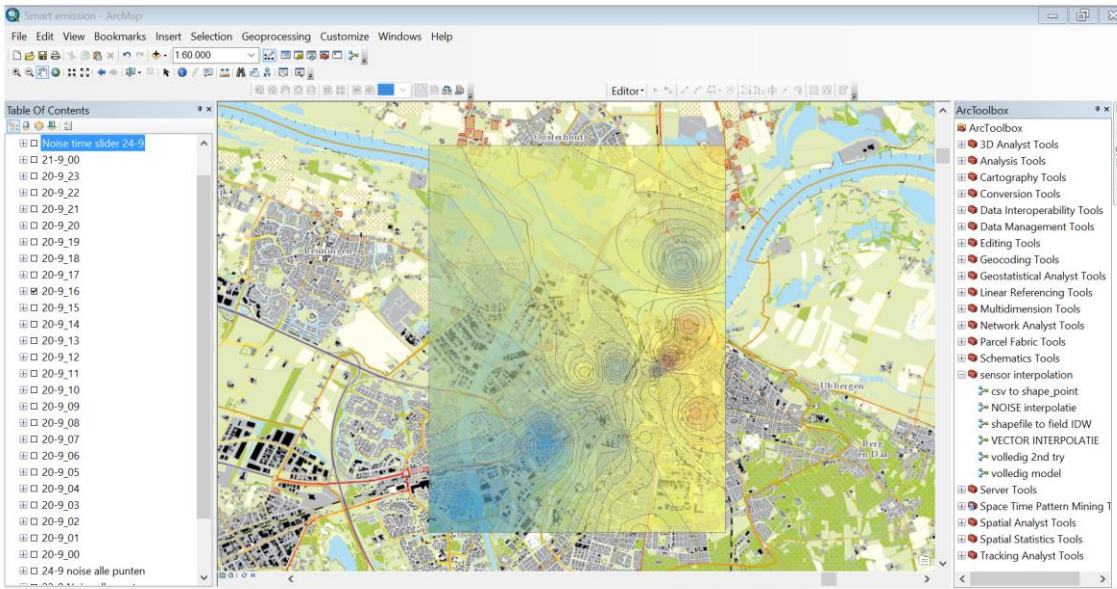 Smart emission - ArcMap
File Edit View Bookmarks Insert Selection Geoprocessing Customize Windows Help
1:60.000
Editor
Table Of Contents
Noise time slider 24-9
21-9_00
20-9_23
20-9_22
20-9_21
20-9_20
20-9_19
20-9_18
20-9_17
20-9_16
20-9_15
20-9_14
20-9_13
20-9_12
20-9_11
20-9_10
20-9_09
20-9_08
20-9_07
20-9_06
20-9_05
20-9_04
20-9_03
20-9_02
20-9_01
20-9_00
24-9 noise alle punten
Oosterhout
Beuningen
Ubbergen
Berg
en Dal
ArcToolbox
ArcToolbox
3D Analyst Tools
Analysis Tools
Cartography Tools
Conversion Tools
Data Interoperability Tools
Data Management Tools
Editing Tools
Geocoding Tools
Geostatistical Analyst Tools
Linear Referencing Tools
Multidimension Tools
Network Analyst Tools
Parcel Fabric Tools
Schematics Tools
sensor interpolation
csv to shape_point
NOISE interpolatie
shapefile to field IDW
VECTOR INTERPOLATIE
volledig 2nd try
volledig model
Server Tools
Space Time Pattern Mining T
Spatial Analyst Tools
Spatial Statistics Tools
Tracking Analyst Tools